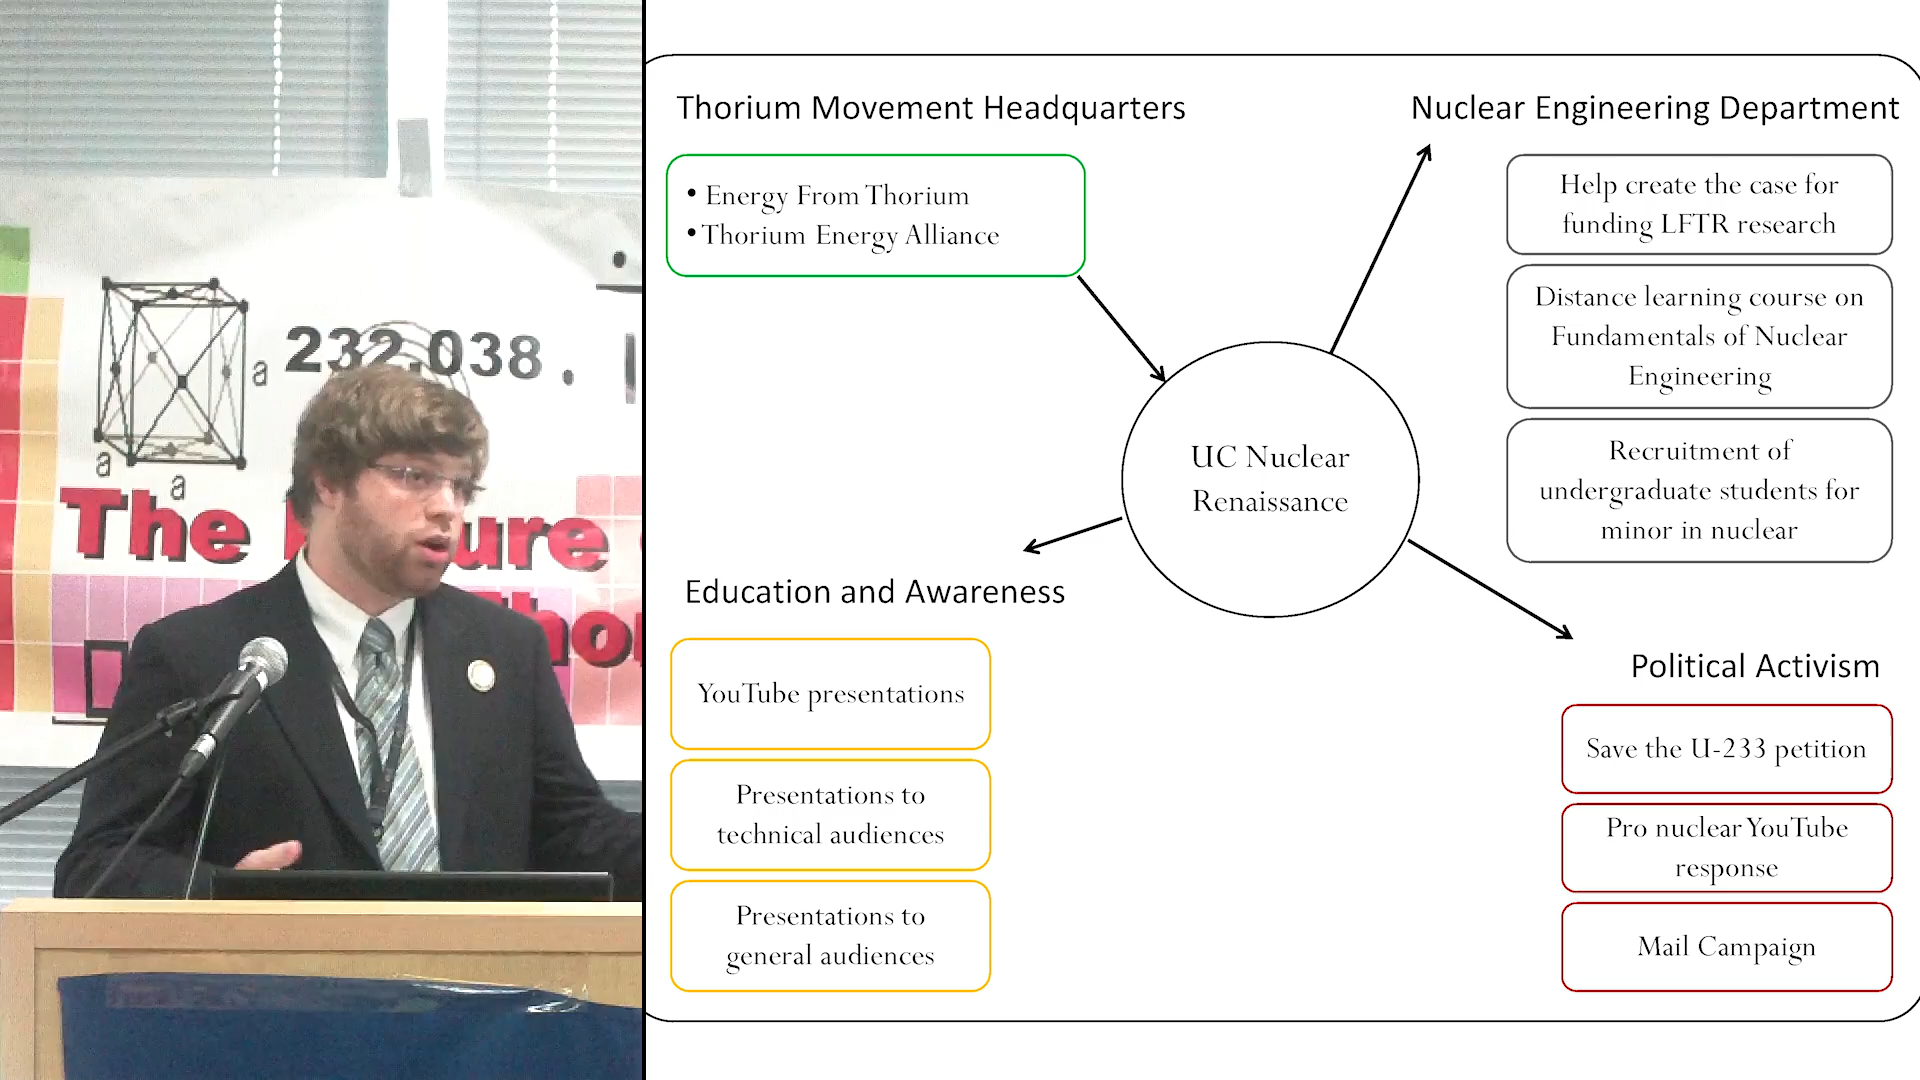 232.038.
a
a
a
The
ure
Thorium Movement Headquarters
• Energy From Thorium
• Thorium Energy Alliance
Nuclear Engineering Department
Help create the case for
funding LFTR research
Distance learning course on
Fundamentals of Nuclear
Engineering
Recruitment of
undergraduate students for
minor in nuclear
UC Nuclear
Renaissance
Education and Awareness
YouTube presentations
Presentations to
technical audiences
Presentations to
general audiences
Political Activism
Save the U-233 petition
Pro nuclear YouTube
response
Mail Campaign